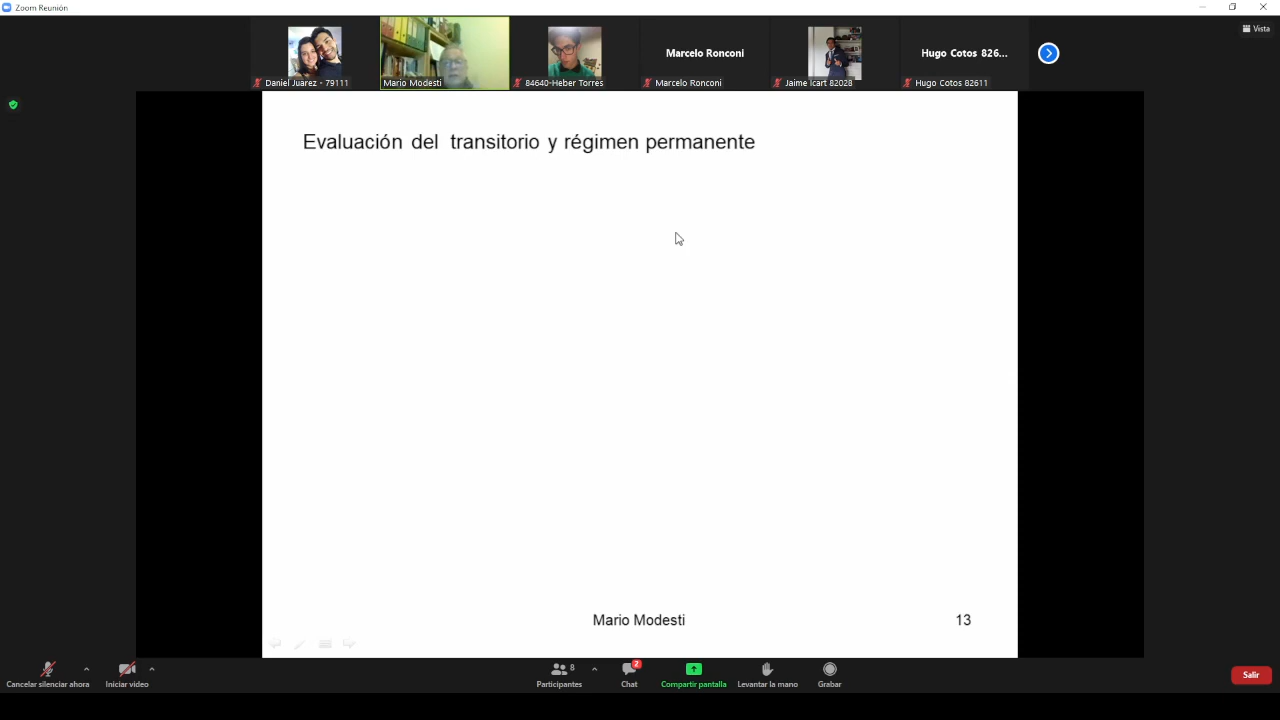 Zoom Reunión
Vista
Marcelo Ronconi
Hugo Cotos 826...
Daniel Juarez - 79111
Mario Modesti
84640-Heber Torres
Marcelo Ronconi
Jaime Icart 82028
Hugo Cotos 82611
Evaluación del transitorio y régimen permanente
Mario Modesti
13
8
2
Cancelar silenciar ahora
Iniciar video
Participantes
Chat
Compartir pantalla
Levantar la mano
Grabar
Salir